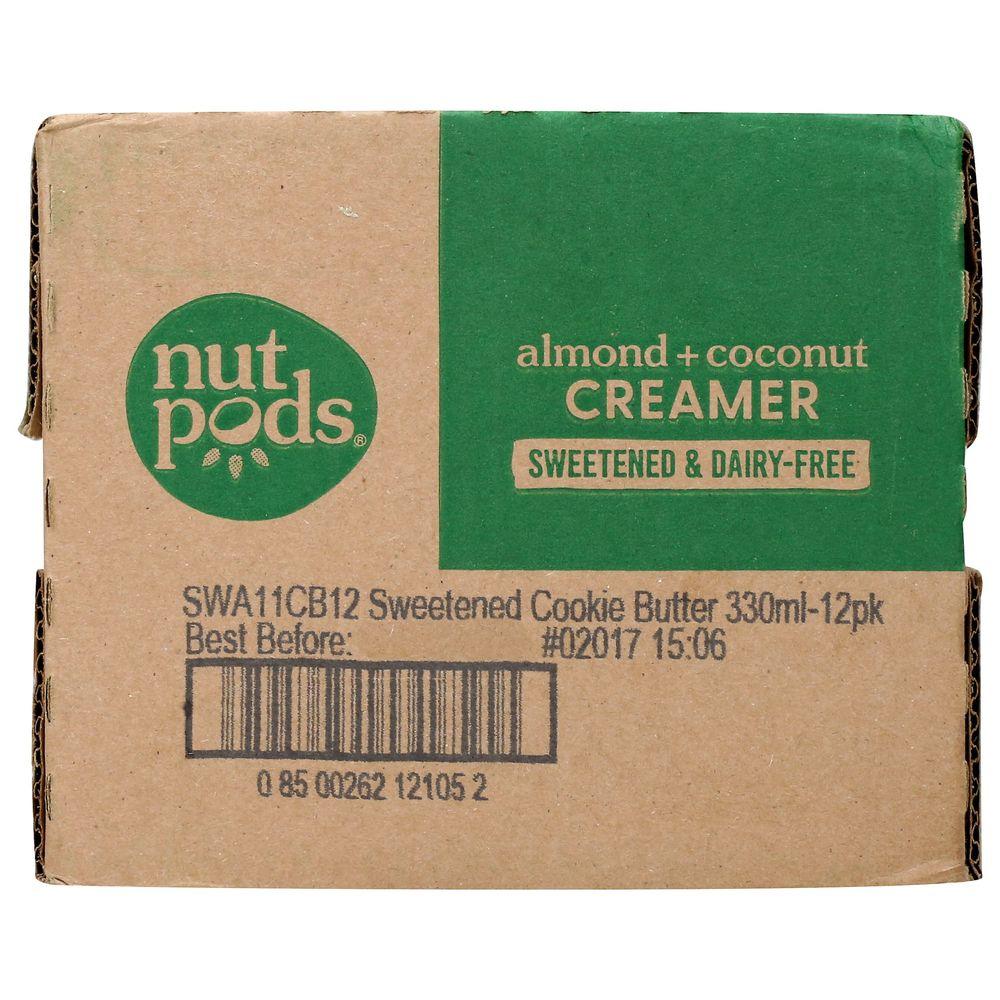 nut
pods®
almond + coconut
CREAMER
SWEETENED & DAIRY-FREE
SWA11CB12 Sweetened Cookie Butter 330ml-12pk
Best Before: #02017 15:06
0 85 00262 12105 2